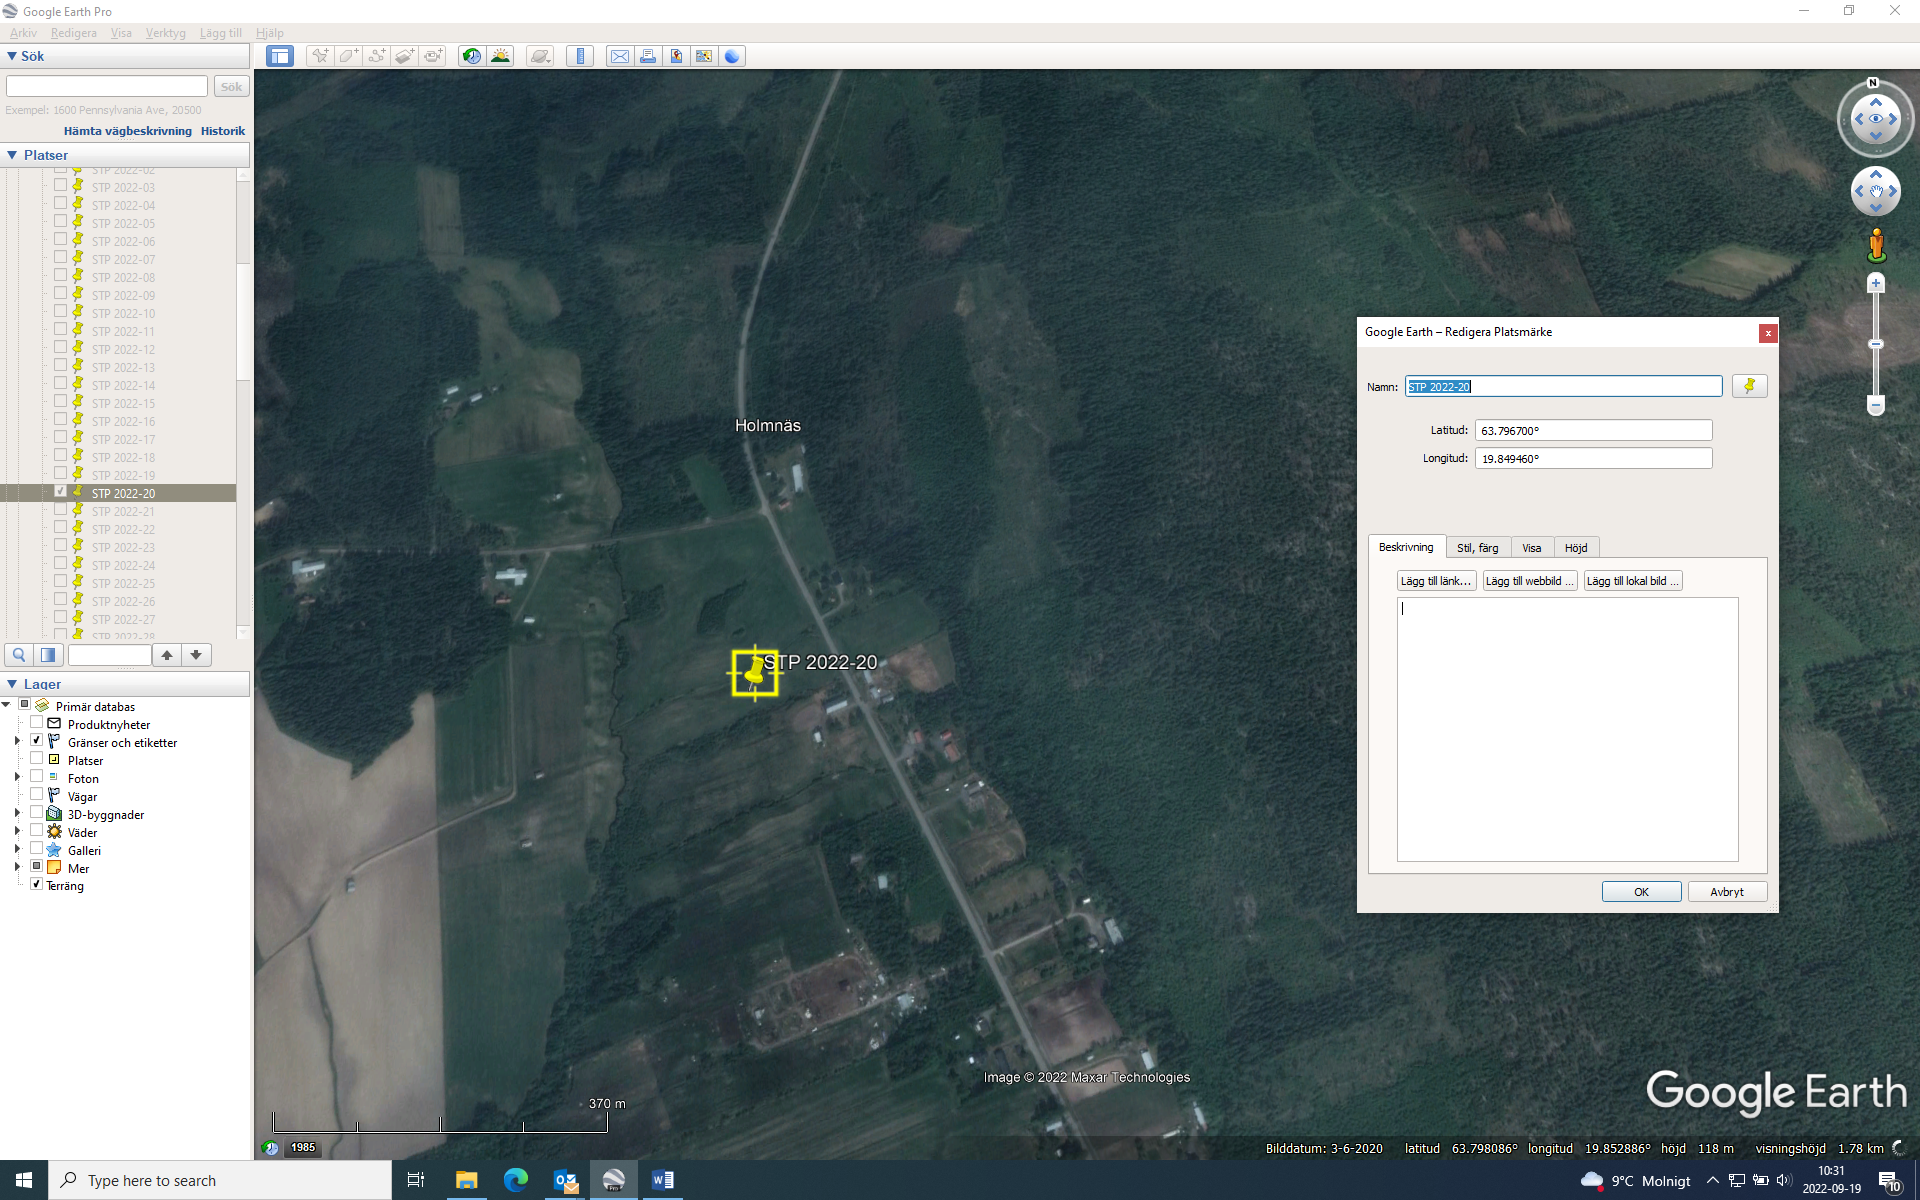 Google Earth Pro
Arkiv Redigera Visa Verktyg Lägg till Hjälp
Sök
Sök
Exempel: 1600 Pennsylvania Ave, 20500
Hämta vägbeskrivning Historik
Platser
STP 2022-02
STP 2022-03
STP 2022-04
STP 2022-05
STP 2022-06
STP 2022-07
STP 2022-08
STP 2022-09
STP 2022-10
STP 2022-11
STP 2022-12
STP 2022-13
STP 2022-14
STP 2022-15
STP 2022-16
STP 2022-17
STP 2022-18
STP 2022-19
STP 2022-20
STP 2022-21
STP 2022-22
STP 2022-23
STP 2022-24
STP 2022-25
STP 2022-26
STP 2022-27
STP 2022-28
Lager
Primär databas
Produktnyheter
Gränser och etiketter
Platser
Foton
Vägar
3D-byggnader
Väder
Galleri
Mer
Terräng
Holmnäs
STP 2022-20
N
Google Earth – Redigera Platsmärke
x
Namn: STP 2022-20
Latitud: 63.796700°
Longitud: 19.849460°
Beskrivning Stil, färg Visa Höjd
Lägg till länk... Lägg till webbild ... Lägg till lokal bild ...
OK Avbryt
Image © 2022 Maxar Technologies
Google Earth
370 m
1985
Bilddatum: 3-6-2020 latitud 63.798086° longitud 19.852886° höjd 118 m visningshöjd 1.78 km
Type here to search
9°C Molnigt
10:31
2022-09-19
10